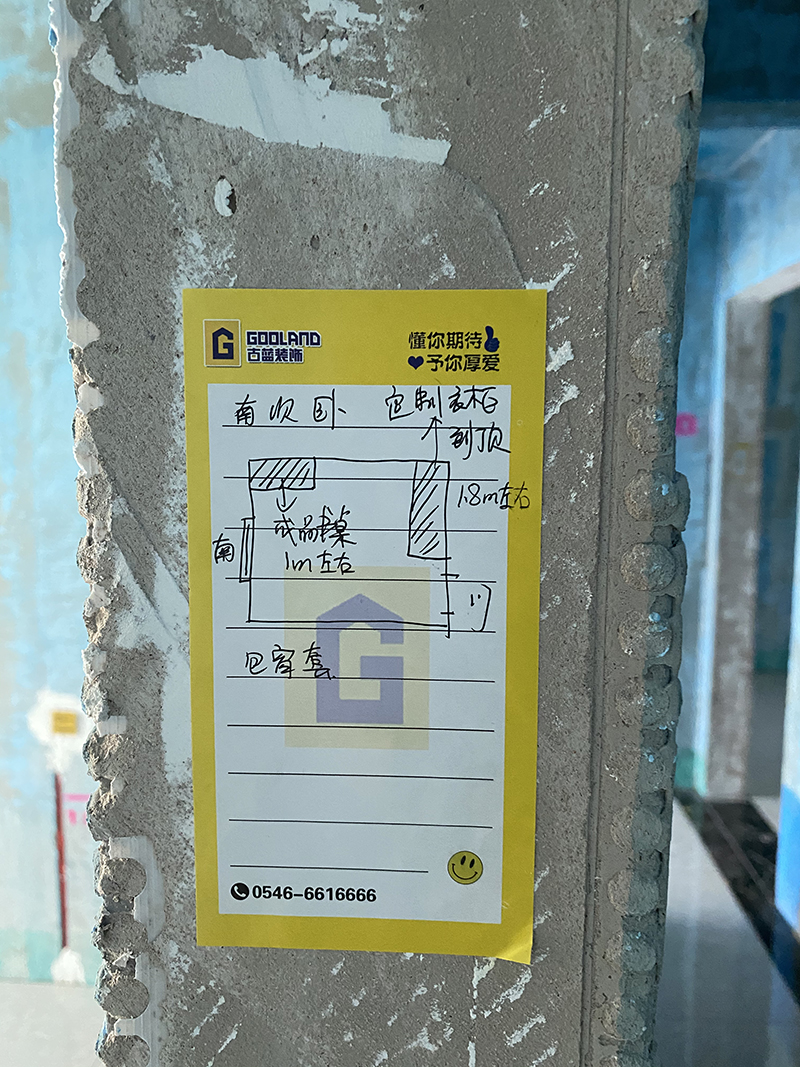 G GOOLAND
古蓝装饰
懂你期待
予你厚爱
南次卧 定制衣柜
到顶
1.8m左右
南
成品书桌
1m左右
包窗套
G
0546-6616666